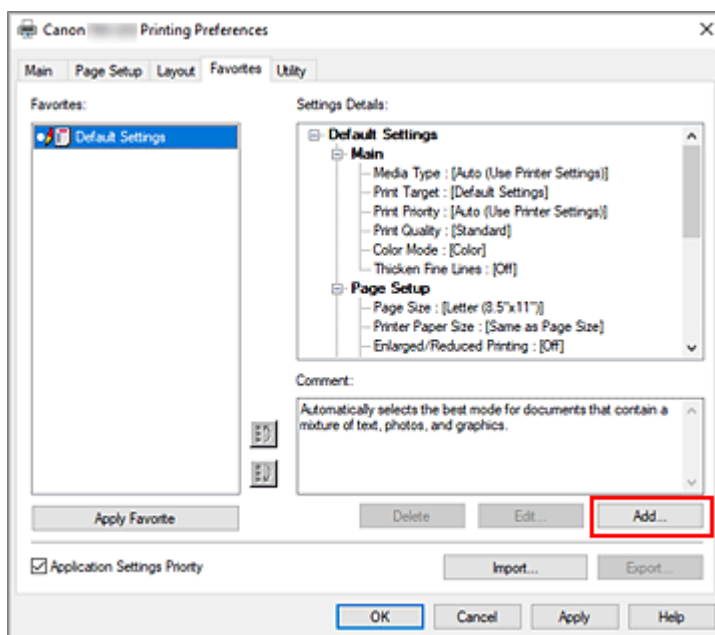 Canon Printing Preferences
Main Page Setup Layout Favorites Utility
Favorites:
Default Settings
Settings Details:
Default Settings
Main
Media Type : [Auto (Use Printer Settings)]
Print Target : [Default Settings]
Print Priority : [Auto (Use Printer Settings)]
Print Quality : [Standard]
Color Mode : [Color]
Thicken Fine Lines : [Off]
Page Setup
Page Size : [Letter (8.5"x11")]
Printer Paper Size : [Same as Page Size]
Enlarged/Reduced Printing : [Off]
Comment:
Automatically selects the best mode for documents that contain a
mixture of text, photos, and graphics.
Apply Favorite
Delete Edit... Add...
Application Settings Priority
Import... Export...
OK Cancel Apply Help